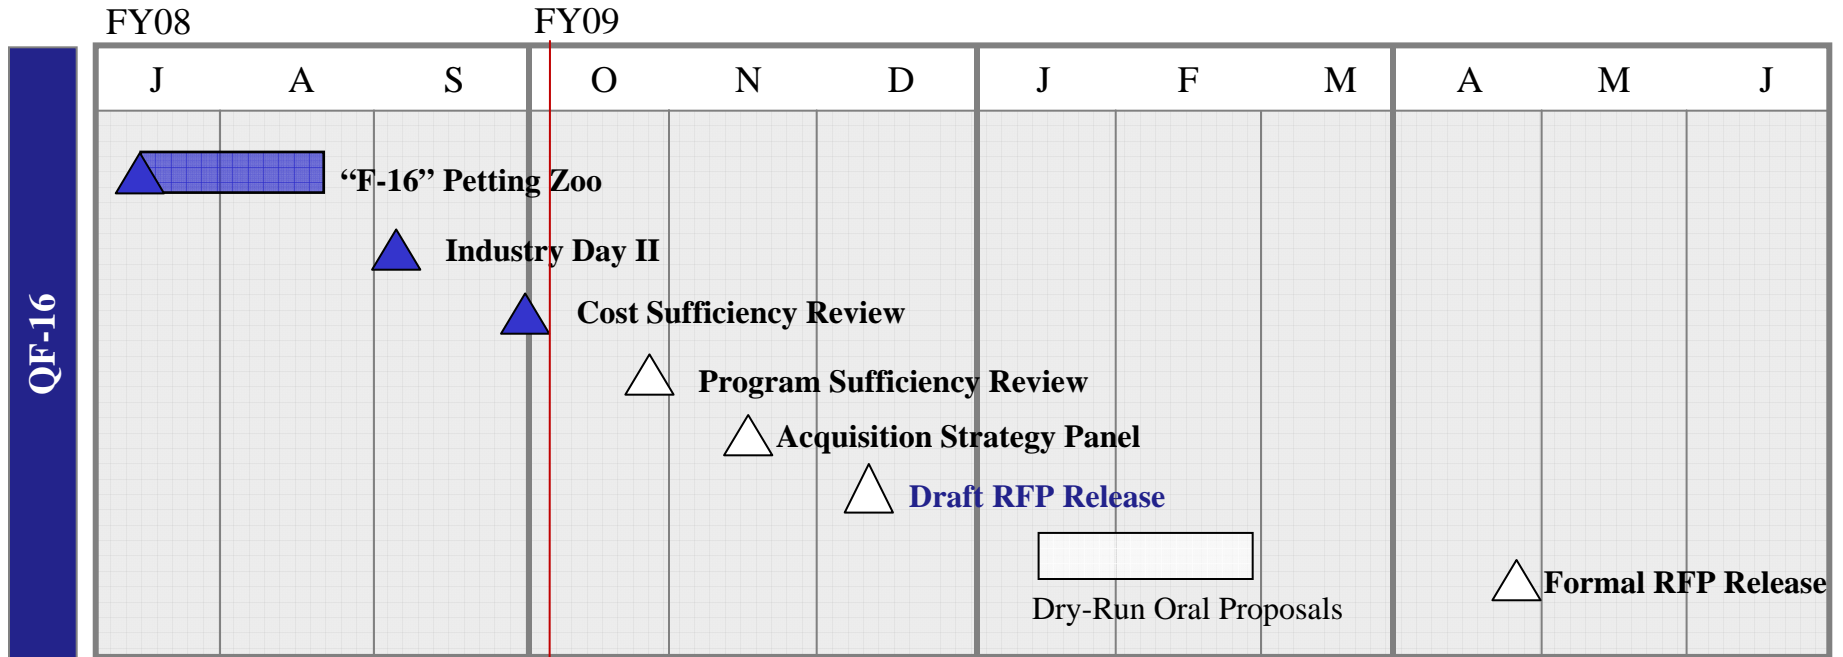 FY08
FY09
J A S O N D J F M A M J
QF-16
“F-16” Petting Zoo
Industry Day II
Cost Sufficiency Review
Program Sufficiency Review
Acquisition Strategy Panel
Draft RFP Release
Dry-Run Oral Proposals
Formal RFP Release